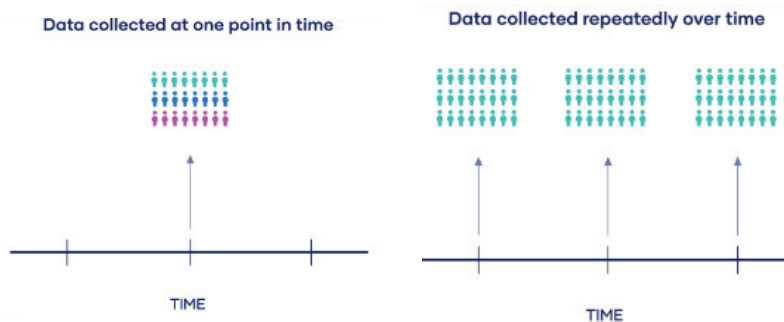 Data collected at one point in time
TIME
Data collected repeatedly over time
TIME